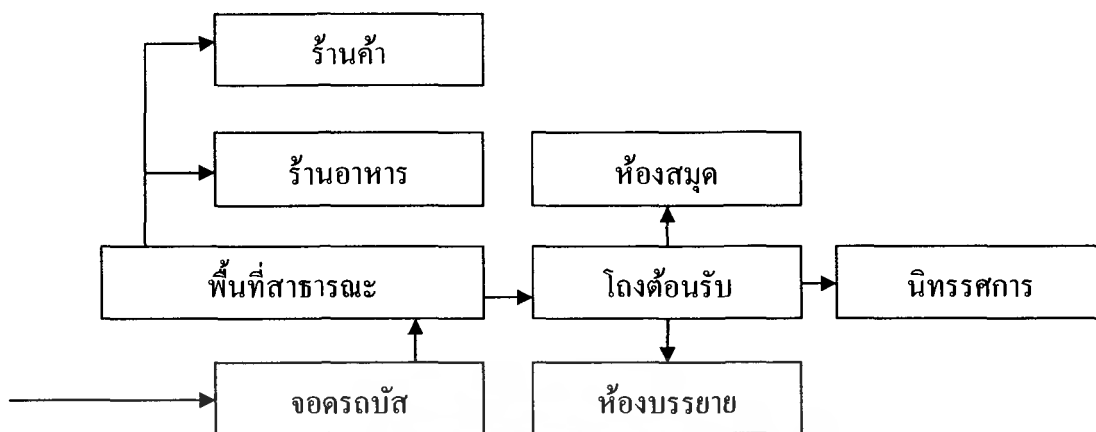 ร้านค้า
ร้านอาหาร
ห้องสมุด
พื้นที่สาธารณะ
โถงต้อนรับ
นิทรรศการ
จอดรถบัส
ห้องบรรยาย